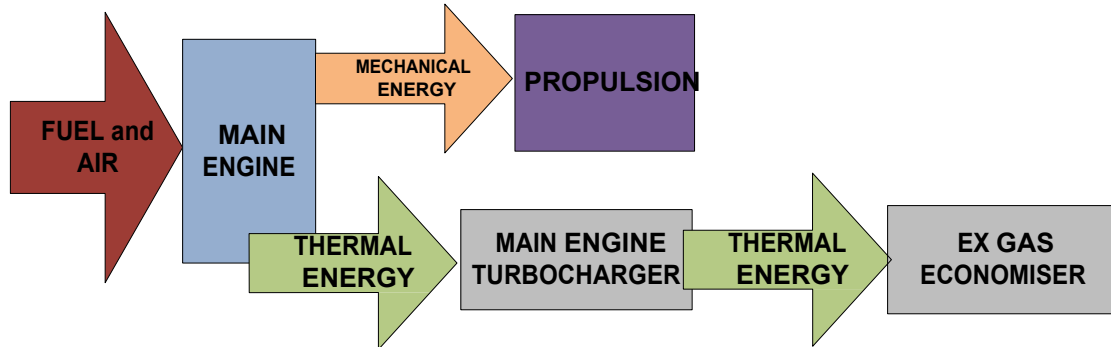 FUEL and
AIR
MAIN
ENGINE
MECHANICAL
ENERGY
PROPULSION
THERMAL
ENERGY
MAIN ENGINE
TURBOCHARGER
THERMAL
ENERGY
EX GAS
ECONOMISER